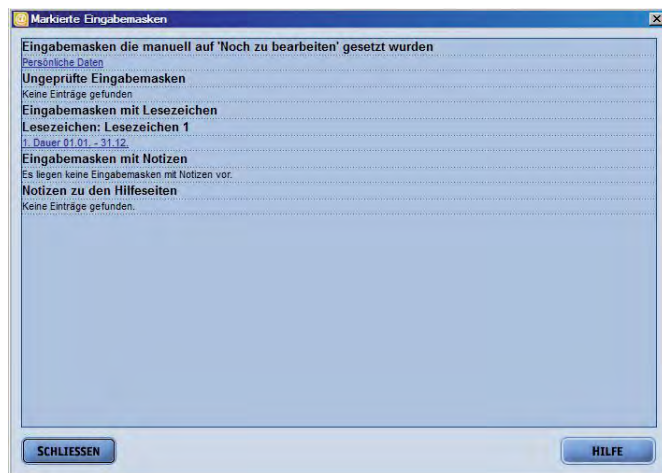 Markierte Eingabemasken
Eingabemasken die manuell auf 'Noch zu bearbeiten' gesetzt wurden
Persönliche Daten
Ungeprüfte Eingabemasken
Keine Einträge gefunden
Eingabemasken mit Lesezeichen
Lesezeichen: Lesezeichen 1
1. Dauer 01.01. - 31.12.
Eingabemasken mit Notizen
Es liegen keine Eingabemasken mit Notizen vor.
Notizen zu den Hilfeseiten
Keine Einträge gefunden.
SCHLIESSEN
HILFE